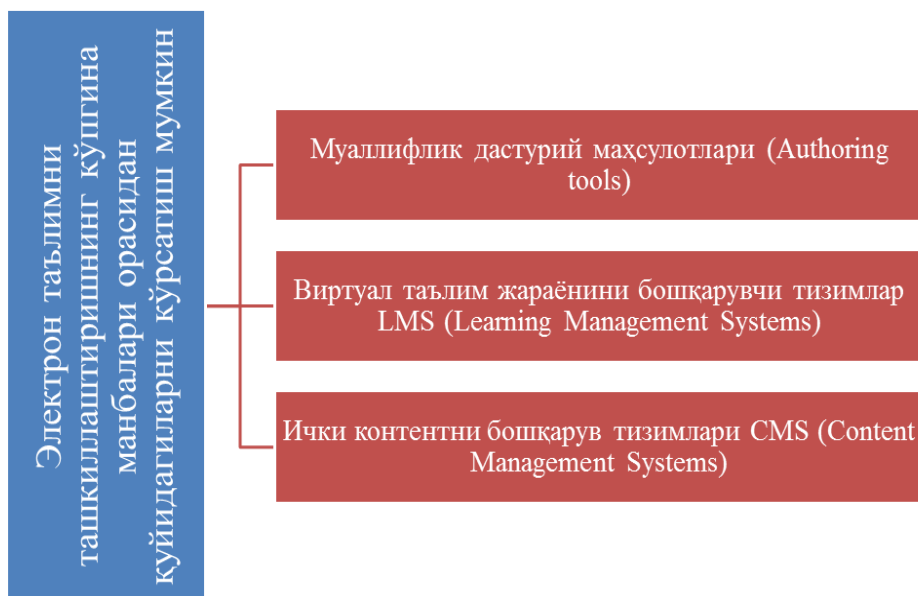 Электрон таълимни
ташкиллаштиришнинг кўпгина
манбалари орасидан
қуйидагиларни кўрсатиш мумкин
Муаллифлик дастурий маҳсулотлари (Authoring
tools)
Виртуал таълим жараёнини бошқарувчи тизимлар
LMS (Learning Management Systems)
Ички контентни бошқарув тизимлари CMS (Content
Management Systems)